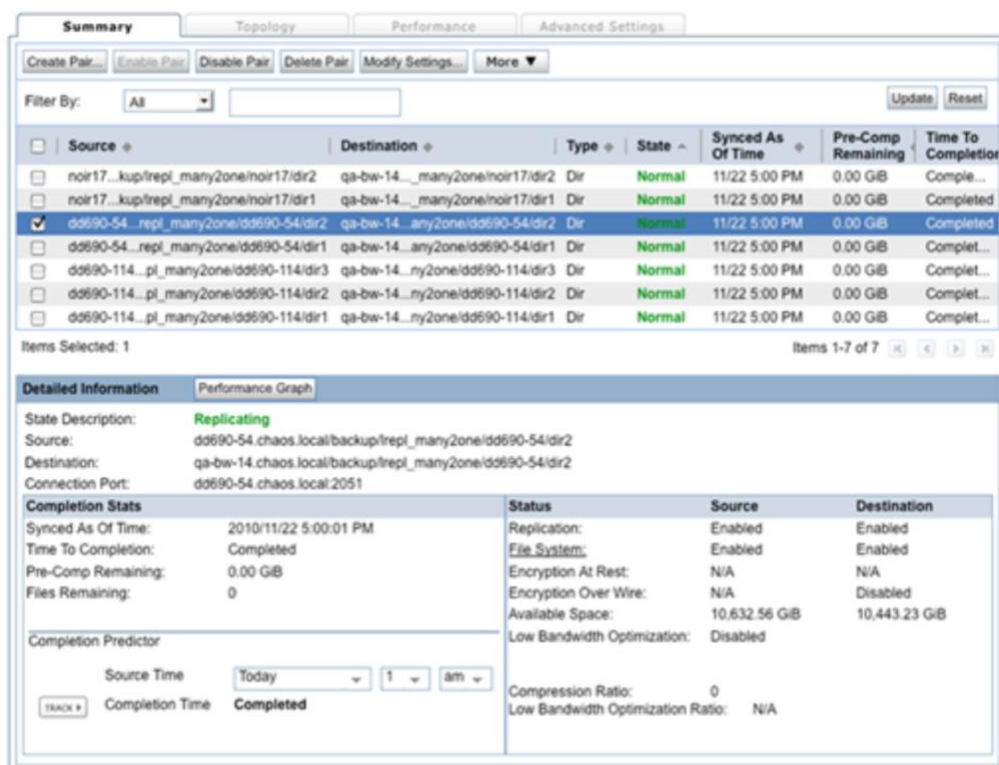 Summary Topology Performance Advanced Settings
Create Pair... Enable Pair Disable Pair Delete Pair Modify Settings... More ▼
Filter By: All Update Reset
Source Destination Type State Synced As Of Time Pre-Comp Remaining Time To Completion
noir17...kup/lrepl_many2one/noir17/dir2 qa-bw-14..._many2one/noir17/dir2 Dir Normal 11/22 5:00 PM 0.00 GiB Comple...
noir17...kup/lrepl_many2one/noir17/dir1 qa-bw-14..._many2one/noir17/dir1 Dir Normal 11/22 5:00 PM 0.00 GiB Completed
dd690-54...repl_many2one/dd690-54/dir2 qa-bw-14...any2one/dd690-54/dir2 Dir Normal 11/22 5:00 PM 0.00 GiB Completed
dd690-54...repl_many2one/dd690-54/dir1 qa-bw-14...any2one/dd690-54/dir1 Dir Normal 11/22 5:00 PM 0.00 GiB Complet...
dd690-114...pl_many2one/dd690-114/dir3 qa-bw-14...ny2one/dd690-114/dir3 Dir Normal 11/22 5:00 PM 0.00 GiB Complet...
dd690-114...pl_many2one/dd690-114/dir2 qa-bw-14...ny2one/dd690-114/dir2 Dir Normal 11/22 5:00 PM 0.00 GiB Complet...
dd690-114...pl_many2one/dd690-114/dir1 qa-bw-14...ny2one/dd690-114/dir1 Dir Normal 11/22 5:00 PM 0.00 GiB Complet...
Items Selected: 1 Items 1-7 of 7
Detailed Information Performance Graph
State Description: Replicating
Source: dd690-54.chaos.local/backup/lrepl_many2one/dd690-54/dir2
Destination: qa-bw-14.chaos.local/backup/lrepl_many2one/dd690-54/dir2
Connection Port: dd690-54.chaos.local:2051
Completion Stats
Synced As Of Time: 2010/11/22 5:00:01 PM
Time To Completion: Completed
Pre-Comp Remaining: 0.00 GiB
Files Remaining: 0
Completion Predictor
Source Time Today 1 am
TRACK Completion Time Completed
Status Source Destination
Replication: Enabled Enabled
File System: Enabled Enabled
Encryption At Rest: N/A N/A
Encryption Over Wire: N/A Disabled
Available Space: 10,632.56 GiB 10,443.23 GiB
Low Bandwidth Optimization: Disabled
Compression Ratio: 0
Low Bandwidth Optimization Ratio: N/A